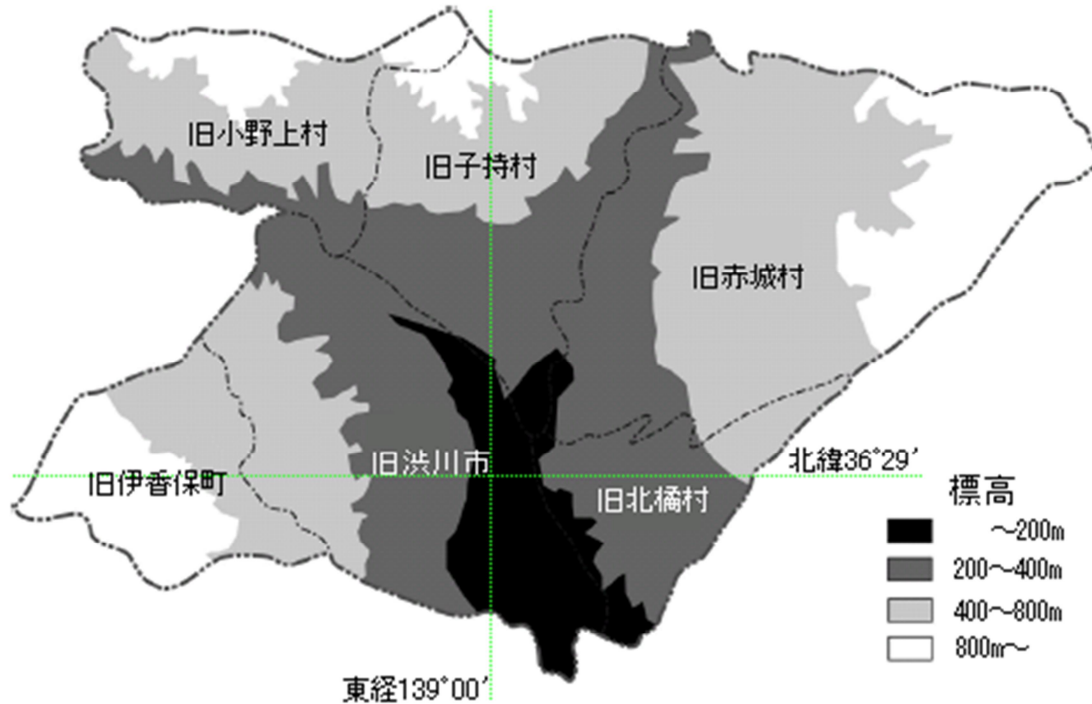 旧小野上村
旧子持村
旧赤城村
旧渋川市
北緯36°29′
旧伊香保町
旧北橘村
標高
～200m
200～400m
400～800m
800m～
東経139°00′